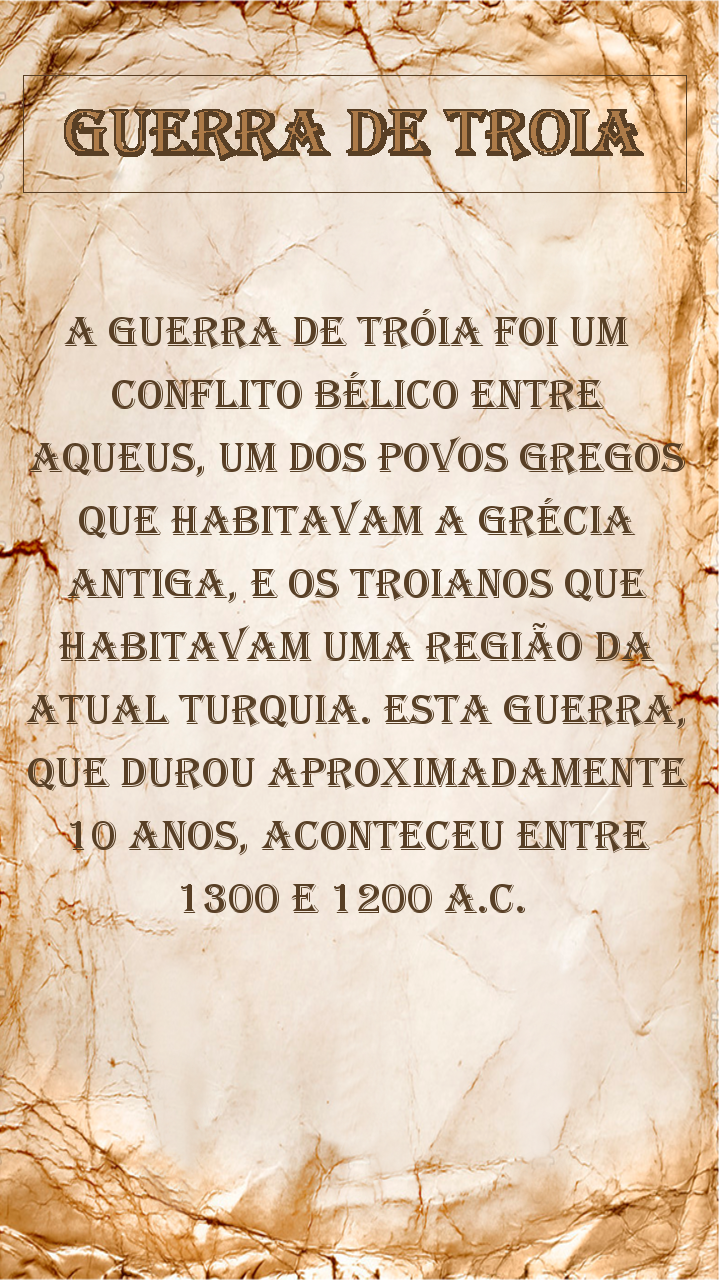 GUERRA DE TROIA
A GUERRA DE TRÓIA FOI UM
CONFLITO BÉLICO ENTRE
AQUEUS, UM DOS POVOS GREGOS
QUE HABITAVAM A GRÉCIA
ANTIGA, E OS TROIANOS QUE
HABITAVAM UMA REGIÃO DA
ATUAL TURQUIA. ESTA GUERRA,
QUE DUROU APROXIMADAMENTE
10 ANOS, ACONTECEU ENTRE
1300 E 1200 A.C.